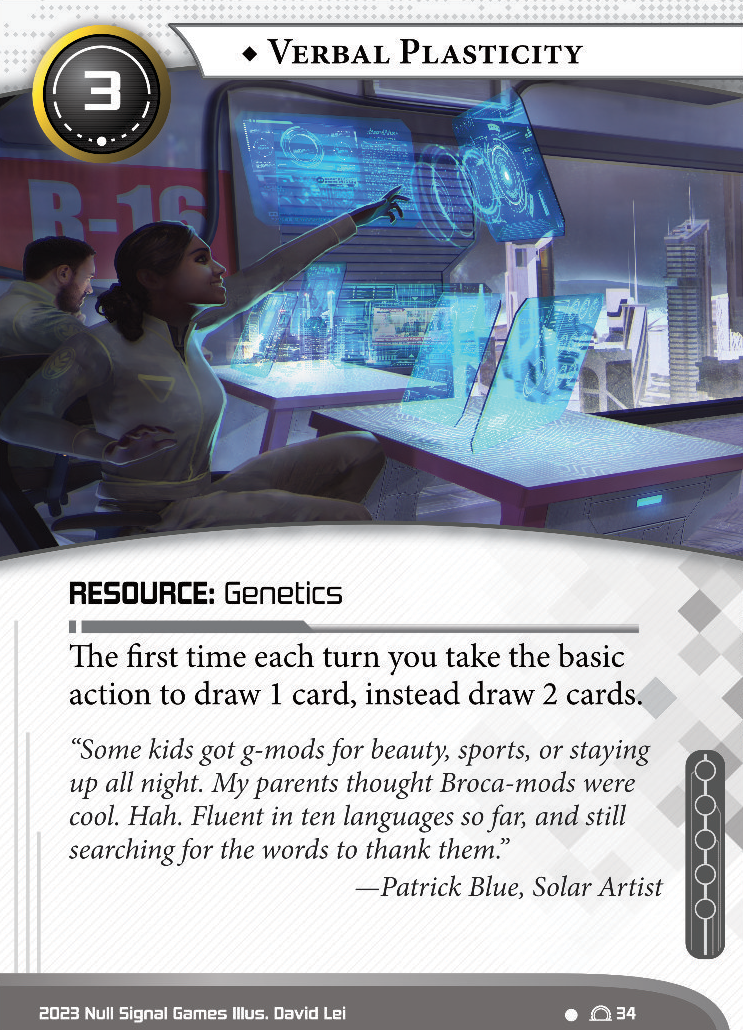 3
◆ Verbal Plasticity
R-16
RESOURCE: Genetics
The first time each turn you take the basic
action to draw 1 card, instead draw 2 cards.
“Some kids got g-mods for beauty, sports, or staying
up all night. My parents thought Broca-mods were
cool. Hah. Fluent in ten languages so far, and still
searching for the words to thank them.”
—Patrick Blue, Solar Artist
2023 Null Signal Games Illus. David Lei
34